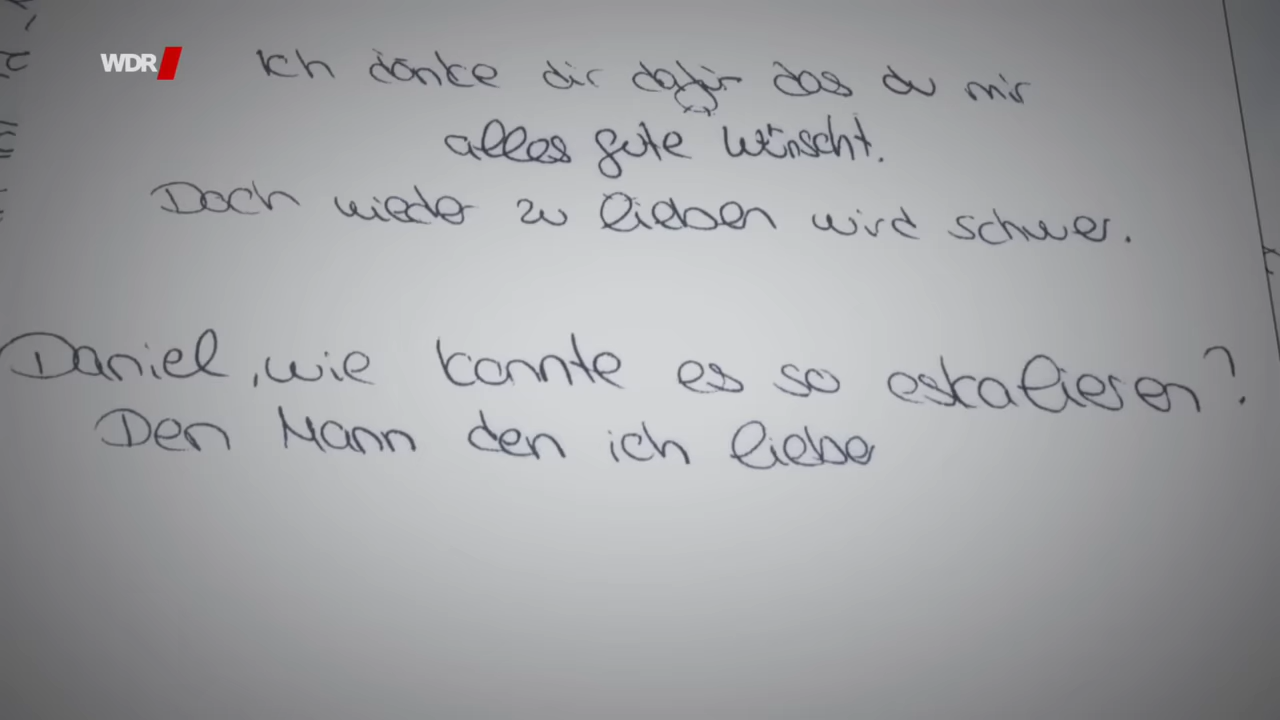 WDR
Ich danke dir dafür das du mir
alles gute wünscht.
Doch wieder zu lieben wird schwer.
Daniel, wie konnte es so eskalieren?
Den Mann den ich liebe